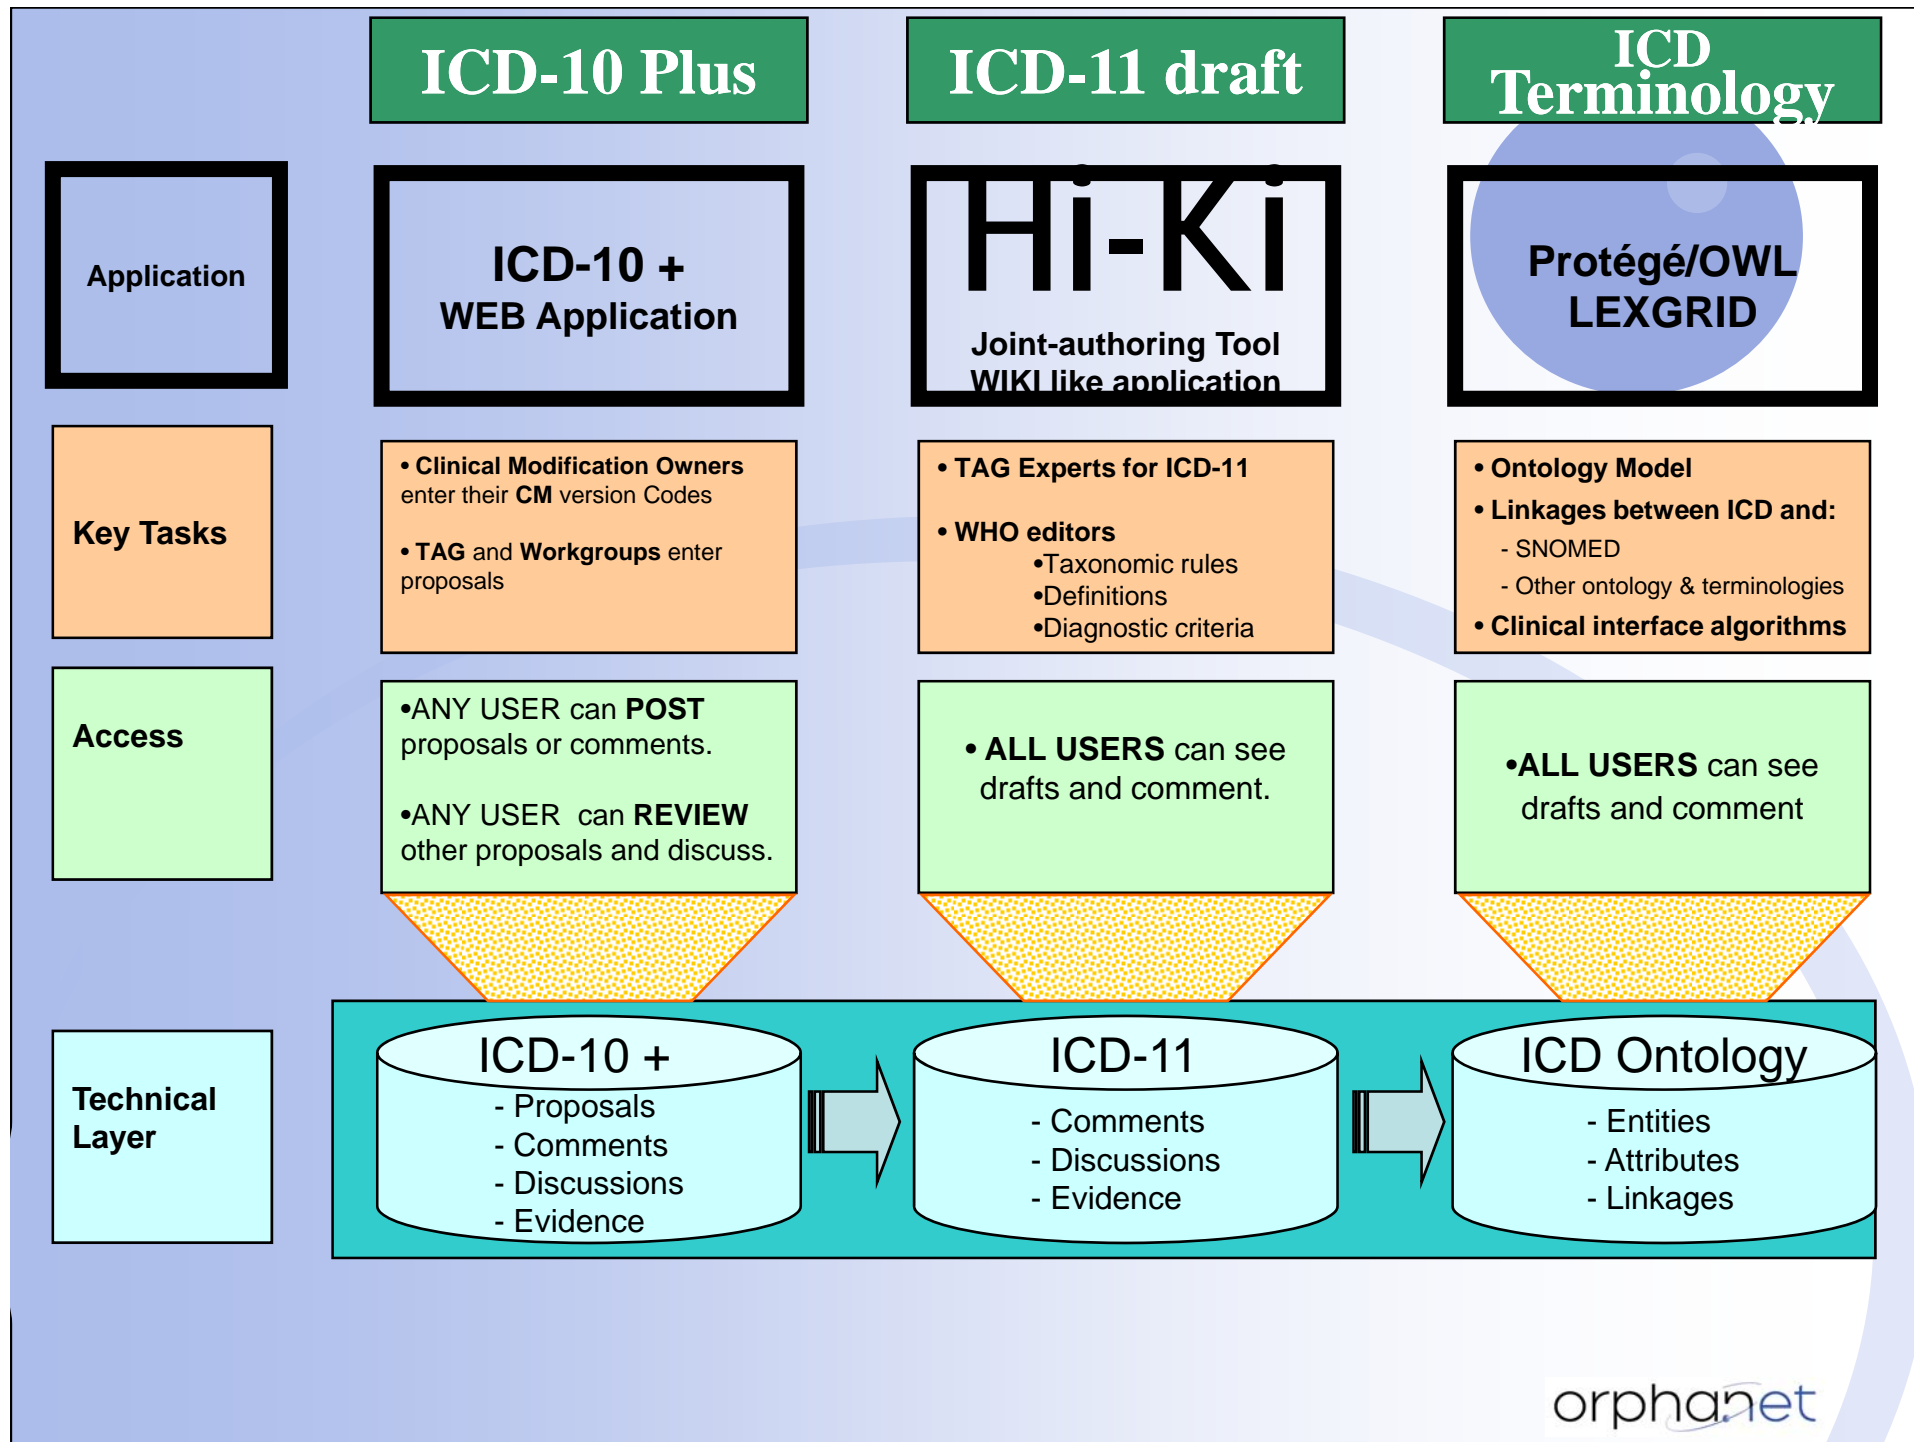 ICD-10 Plus
ICD-11 draft
ICD
Terminology
Application
ICD-10 +
WEB Application
Hi-Ki
Joint-authoring Tool
WIKI like application
Protégé/OWL
LEXGRID
Key Tasks
• Clinical Modification Owners
enter their CM version Codes
• TAG and Workgroups enter
proposals
• TAG Experts for ICD-11
• WHO editors
•Taxonomic rules
•Definitions
•Diagnostic criteria
• Ontology Model
• Linkages between ICD and:
- SNOMED
- Other ontology & terminologies
• Clinical interface algorithms
Access
•ANY USER can POST
proposals or comments.
•ANY USER can REVIEW
other proposals and discuss.
• ALL USERS can see
drafts and comment.
•ALL USERS can see
drafts and comment
Technical
Layer
ICD-10 +
- Proposals
- Comments
- Discussions
- Evidence
ICD-11
- Comments
- Discussions
- Evidence
ICD Ontology
- Entities
- Attributes
- Linkages
orphanet